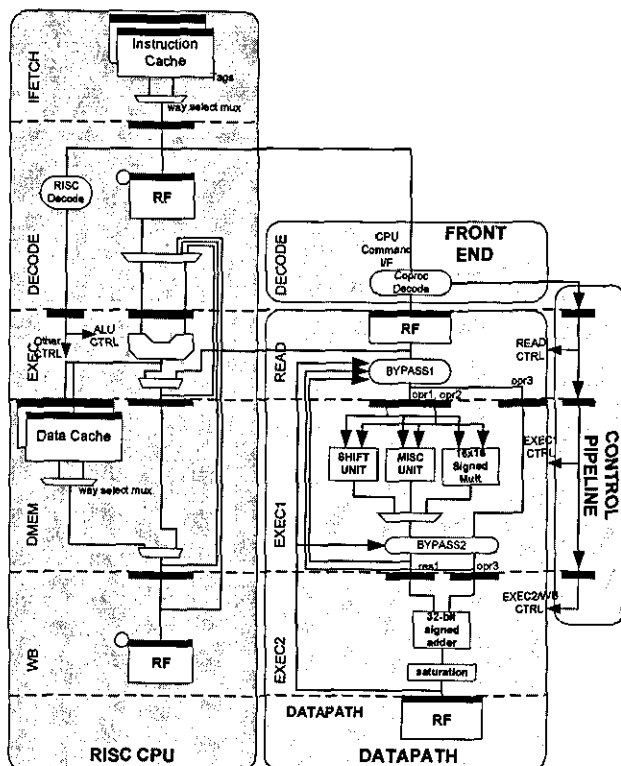 IFETCH
Instruction
Cache
Tags
way select mux
DECODE
RISC
Decode
RF
CPU
Command
I/F
FRONT
END
DECODE
Coproc Decode
EXEC
Other
CTRL
ALU
CTRL
READ
RF
BYPASS1
READ
CTRL
opr1, opr2
opr3
DMEM
Data Cache
way select mux
EXEC1
SHIFT
UNIT
MISC
UNIT
16x16
Signed
Mult
EXEC1
CTRL
CONTROL
PIPELINE
BYPASS2
res1
opr3
WB
RF
EXEC2
32-bit
signed
adder
saturation
EXEC2/WB
CTRL
DATAPATH
RF
RISC CPU
DATAPATH